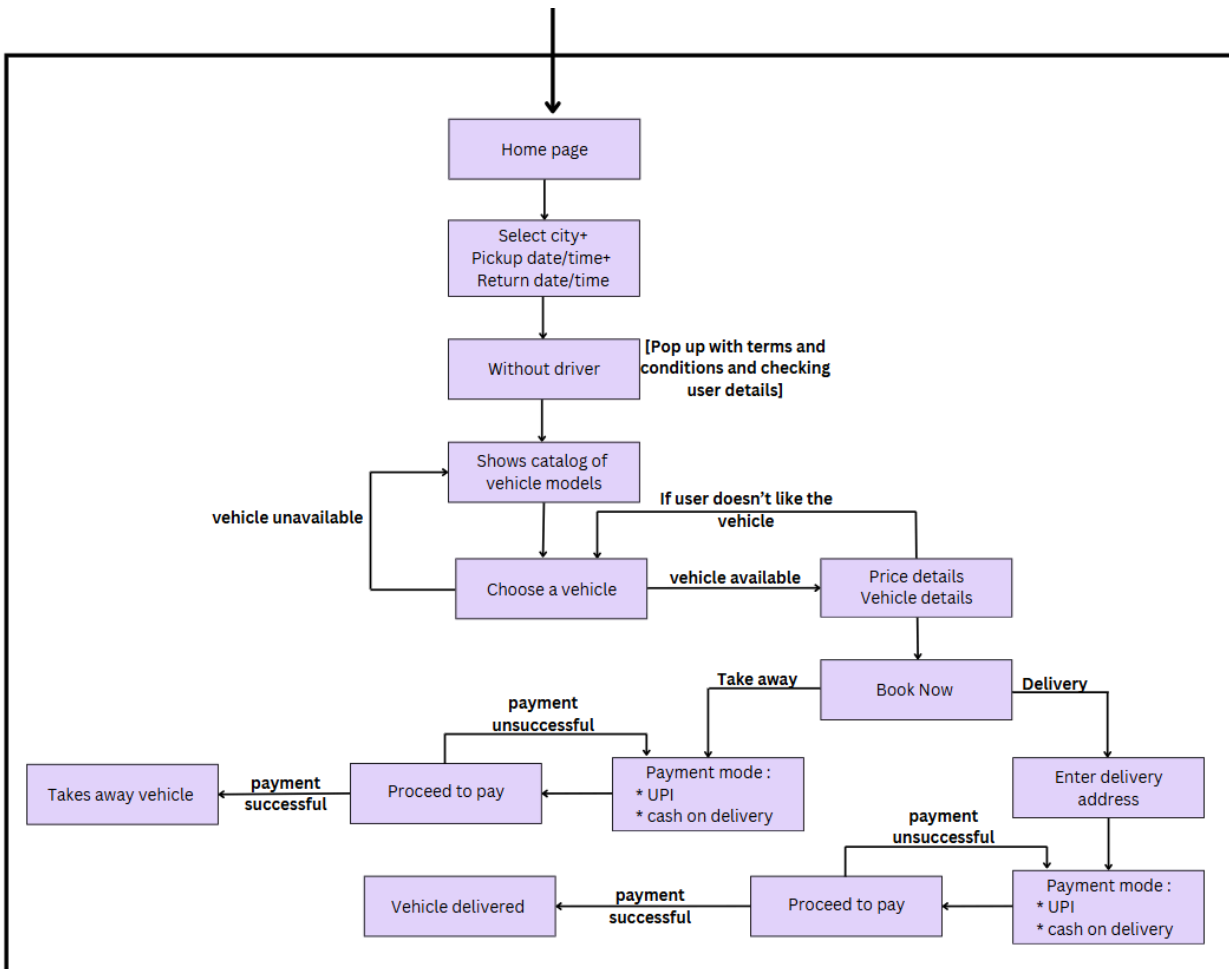 Home page
Select city+
Pickup date/time+
Return date/time
Without driver
[Pop up with terms and
conditions and checking
user details]
Shows catalog of
vehicle models
vehicle unavailable
If user doesn’t like the
vehicle
Choose a vehicle
vehicle available
Price details
Vehicle details
Take away
Book Now
Delivery
payment
unsuccessful
Takes away vehicle
payment
successful
Proceed to pay
Payment mode :
* UPI
* cash on delivery
Enter delivery
address
payment
unsuccessful
Vehicle delivered
payment
successful
Proceed to pay
Payment mode :
* UPI
* cash on delivery